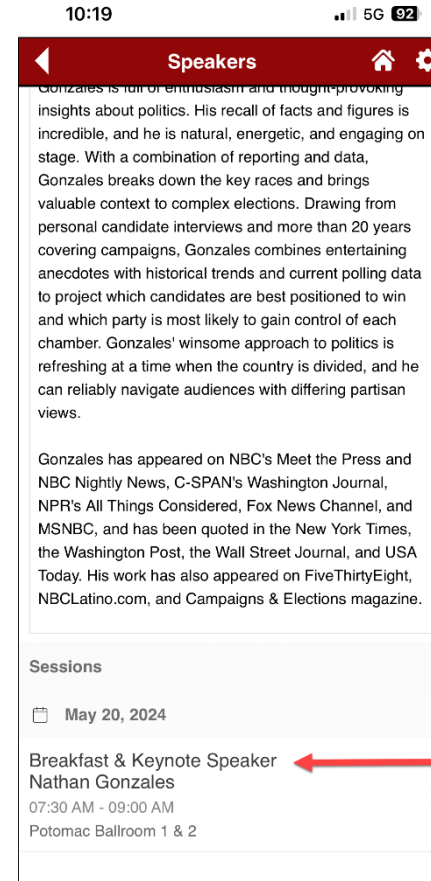 10:19
5G 92
Speakers
Gonzales is full of enthusiasm and thought-provoking
insights about politics. His recall of facts and figures is
incredible, and he is natural, energetic, and engaging on
stage. With a combination of reporting and data,
Gonzales breaks down the key races and brings
valuable context to complex elections. Drawing from
personal candidate interviews and more than 20 years
covering campaigns, Gonzales combines entertaining
anecdotes with historical trends and current polling data
to project which candidates are best positioned to win
and which party is most likely to gain control of each
chamber. Gonzales' winsome approach to politics is
refreshing at a time when the country is divided, and he
can reliably navigate audiences with differing partisan
views.
Gonzales has appeared on NBC's Meet the Press and
NBC Nightly News, C-SPAN's Washington Journal,
NPR's All Things Considered, Fox News Channel, and
MSNBC, and has been quoted in the New York Times,
the Washington Post, the Wall Street Journal, and USA
Today. His work has also appeared on FiveThirtyEight,
NBCLatino.com, and Campaigns & Elections magazine.
Sessions
May 20, 2024
Breakfast & Keynote Speaker
Nathan Gonzales
07:30 AM - 09:00 AM
Potomac Ballroom 1 & 2